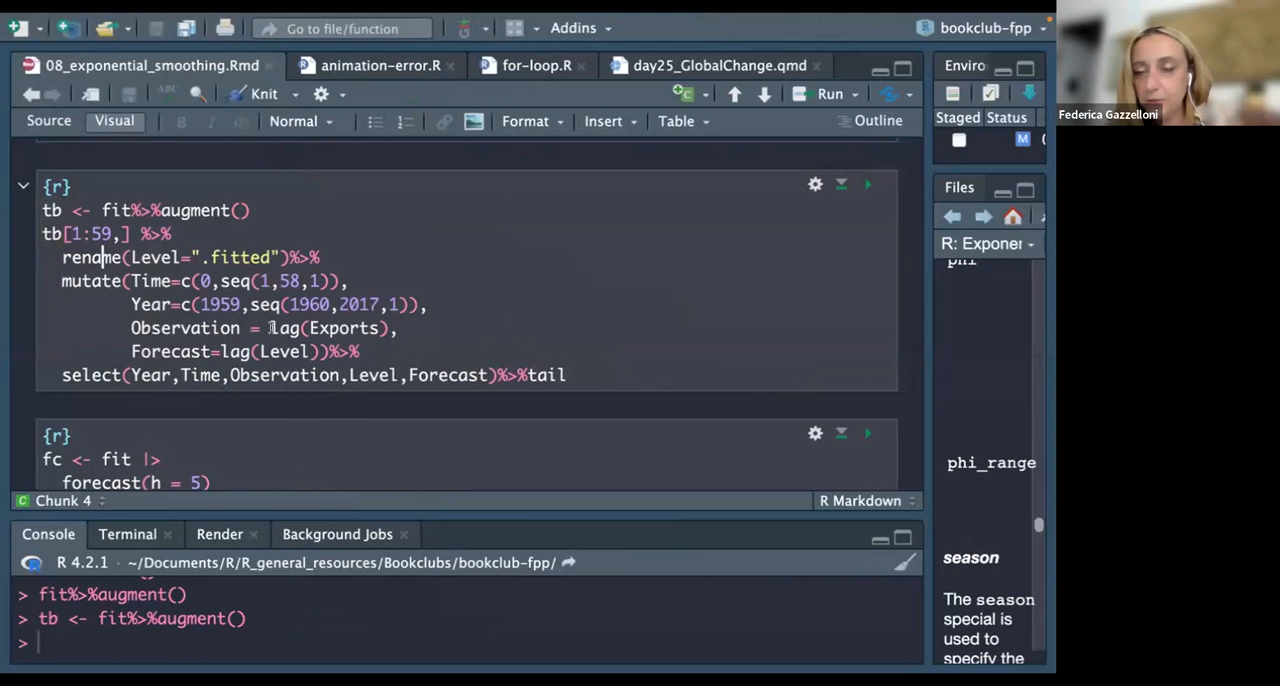 Go to file/function
Addins
bookclub-fpp
08_exponential_smoothing.Rmd
animation-error.R
for-loop.R
day25_GlobalChange.qmd
Enviro
ABC
Knit
Run
Source
Visual
B
I
Normal
Format
Insert
Table
Outline
Staged
Status
M
{r}
tb <- fit%>%augment()
tb[1:59,] %>%
rename(Level=".fitted")%>%
mutate(Time=c(0,seq(1,58,1)),
Year=c(1959,seq(1960,2017,1)),
Observation = lag(Exports),
Forecast=lag(Level))%>%
select(Year,Time,Observation,Level,Forecast)%>%tail
{r}
fc <- fit |>
forecast(h = 5)
Chunk 4
R Markdown
Console
Terminal
Render
Background Jobs
R 4.2.1 · ~/Documents/R/R_general_resources/Bookclubs/bookclub-fpp/
> fit%>%augment()
> tb <- fit%>%augment()
>
Files
R: Exponen
phi
phi_range
season
The season
special is
used to
specify the
Federica Gazzelloni